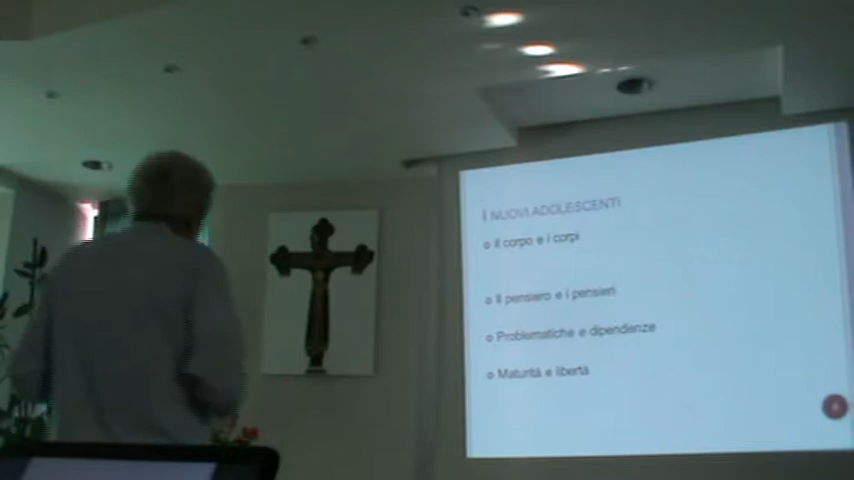 I NUOVI ADOLESCENTI
Il corpo e i corpi
Il pensiero e i pensieri
Problematiche e dipendenze
Maturità e libertà